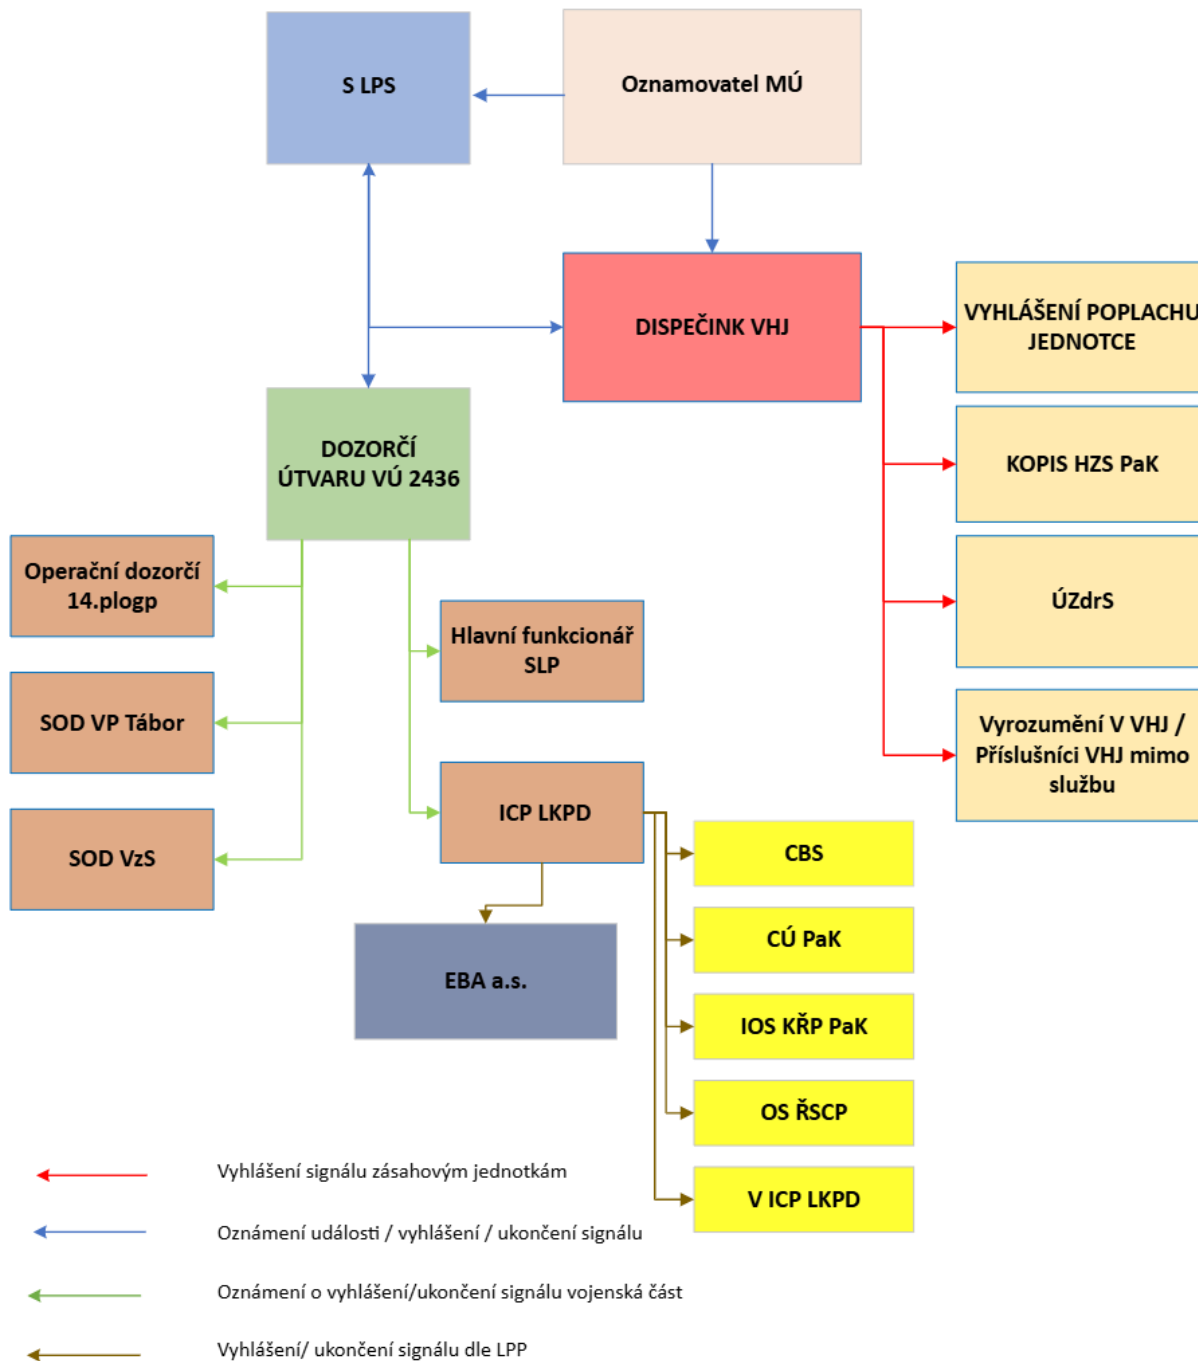 S LPS
Oznamovatel MÚ
DISPEČINK VHJ
VYHLÁŠENÍ POPLACHU
JEDNOTCE
DOZORČÍ
ÚTVARU VÚ 2436
KOPIS HZS PaK
Operační dozorčí
14.plogp
ÚZdrS
Hlavní funkcionář
SLP
SOD VP Tábor
Vyrozumění V VHJ /
Příslušníci VHJ mimo
službu
ICP LKPD
SOD VzS
CBS
CÚ PaK
EBA a.s.
IOS KŘP PaK
OS ŘSCP
V ICP LKPD
Vyhlášení signálu zásahovým jednotkám
Oznámení události / vyhlášení / ukončení signálu
Oznámení o vyhlášení/ukončení signálu vojenská část
Vyhlášení/ ukončení signálu dle LPP